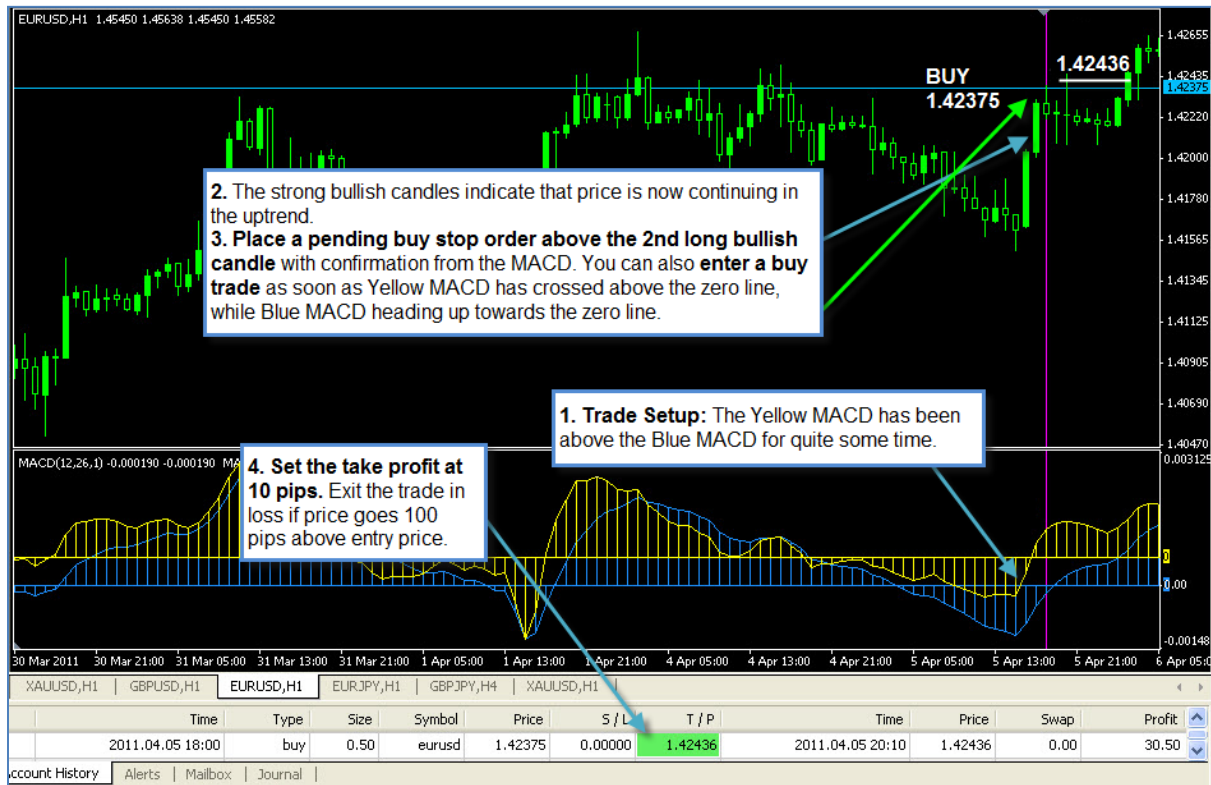 EURUSD,H1 1.45450 1.45638 1.45450 1.45582
1.42655
1.42436
BUY
1.42375
1.42435
1.42375
1.42220
1.42000
1.41780
1.41565
1.41345
1.41125
1.40905
1.40690
1.40470
2. The strong bullish candles indicate that price is now continuing in
the uptrend.
3. Place a pending buy stop order above the 2nd long bullish
candle with confirmation from the MACD. You can also enter a buy
trade as soon as Yellow MACD has crossed above the zero line,
while Blue MACD heading up towards the zero line.
1. Trade Setup: The Yellow MACD has been
above the Blue MACD for quite some time.
MACD(12,26,1) -0.000190 -0.000190 MA
4. Set the take profit at
10 pips. Exit the trade in
loss if price goes 100
pips above entry price.
0.003125
0
0.00
-0.00148
30 Mar 2011 30 Mar 21:00 31 Mar 05:00 31 Mar 13:00 31 Mar 21:00 1 Apr 05:00 1 Apr 13:00 1 Apr 21:00 4 Apr 05:00 4 Apr 13:00 4 Apr 21:00 5 Apr 05:00 5 Apr 13:00 5 Apr 21:00 6 Apr 05:0
XAUUSD,H1 | GBPUSD,H1 | EURUSD,H1 | EURJPY,H1 | GBPJPY,H4 | XAUUSD,H1
Time Type Size Symbol Price S / L T / P Time Price Swap Profit
2011.04.05 18:00 buy 0.50 eurusd 1.42375 0.00000 1.42436 2011.04.05 20:10 1.42436 0.00 30.50
Account History | Alerts | Mailbox | Journal